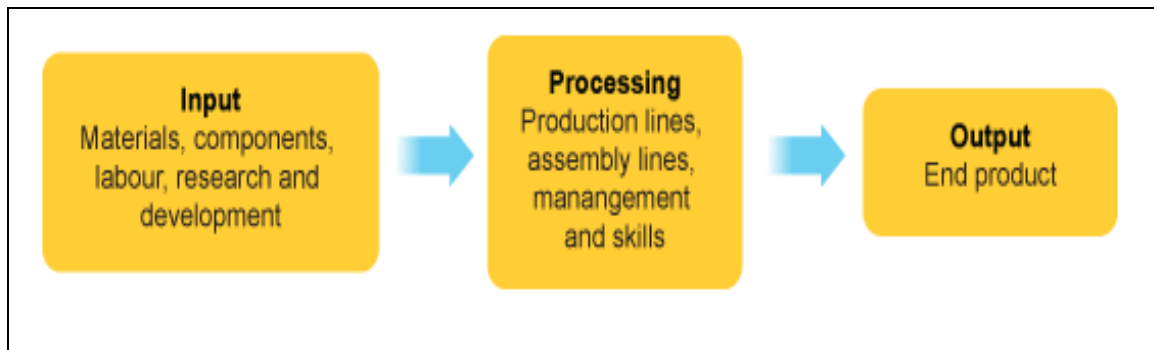 Input
Materials, components,
labour, research and
development
Processing
Production lines,
assembly lines,
manangement
and skills
Output
End product